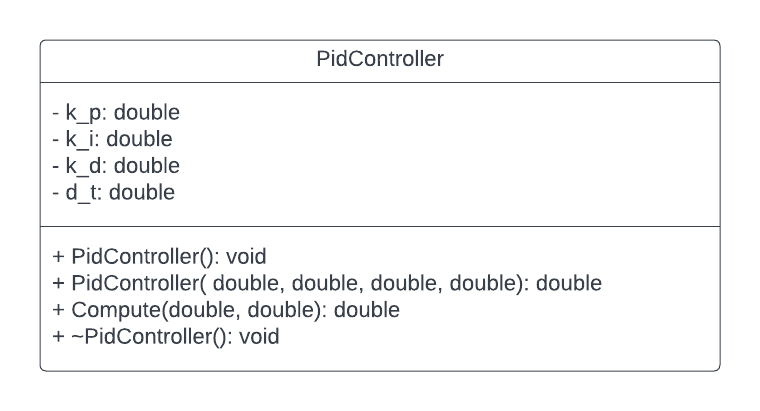 PidController
- k_p: double
- k_i: double
- k_d: double
- d_t: double
+ PidController(): void
+ PidController( double, double, double, double): double
+ Compute(double, double): double
+ ~PidController(): void